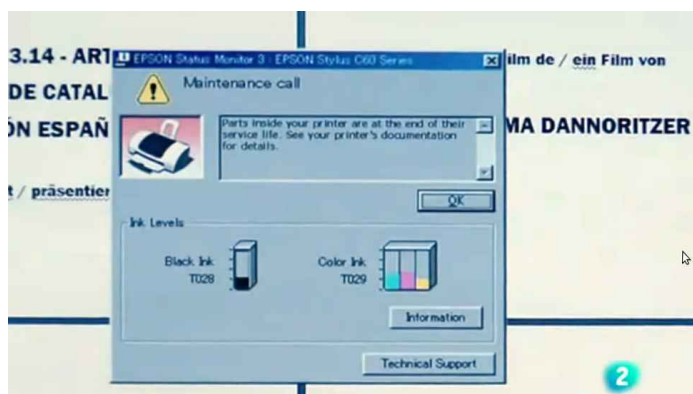 3.14 - ART
ilm de / ein Film von
DE CATAL
ÓN ESPAÑ
MA DANNORITZER
t / präsentier
EPSON Status Monitor 3 : EPSON Stylus C60 Series
Maintenance call
Parts inside your printer are at the end of their
service life. See your printer's documentation
for details.
OK
Ink Levels
Black Ink
T028
Color Ink
T029
Information
Technical Support
2